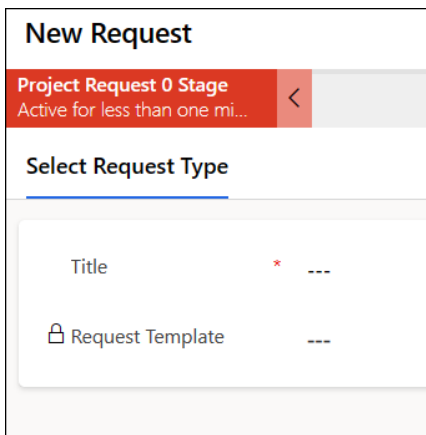 New Request
Project Request 0 Stage
Active for less than one mi...
Select Request Type
Title * ---
Request Template ---